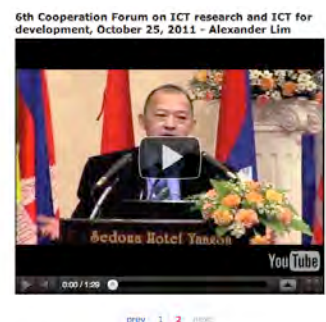 6th Cooperation Forum on ICT research and ICT for
development, October 25, 2011 - Alexander Lim
Sedona Hotel Yangon
YouTube
0:00 / 1:29
prev 1 2 next